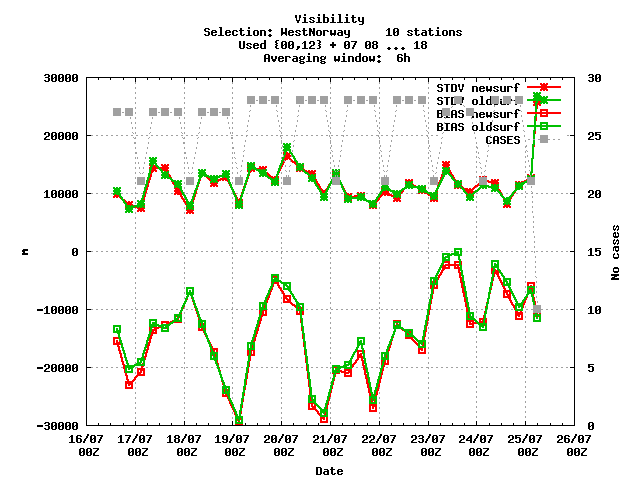 Visibility
Selection: WestNorway 10 stations
Used {00,12} + 07 08 ... 18
Averaging window: 6h
30000
20000
10000
0
-10000
-20000
-30000
30
25
20
15
10
5
0
STDV newsurf
STDV oldsurf
BIAS newsurf
BIAS oldsurf
CASES
m
No cases
16/07 17/07 18/07 19/07 20/07 21/07 22/07 23/07 24/07 25/07 26/07
00Z 00Z 00Z 00Z 00Z 00Z 00Z 00Z 00Z 00Z 00Z
Date